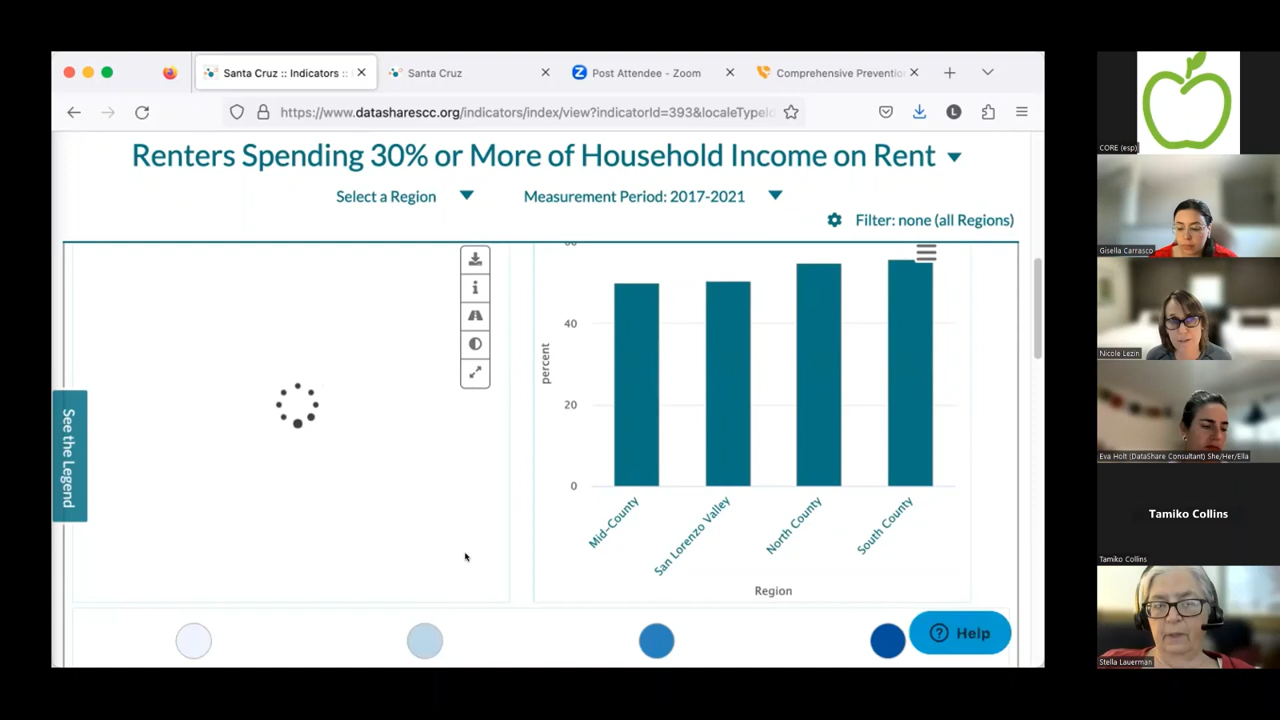 Santa Cruz :: Indicators ::
Santa Cruz
Post Attendee - Zoom
Comprehensive Preventio
https://www.datasharescc.org/indicators/index/view?indicatorId=393&localeTypeId
L
Renters Spending 30% or More of Household Income on Rent
Select a Region
Measurement Period: 2017-2021
Filter: none (all Regions)
See the Legend
percent
40
20
0
Mid-County
San Lorenzo Valley
North County
South County
Region
Help
CORE (esp)
Gisella Carrasco
Nicole Lezin
Eva Holt (DataShare Consultant) She/Her/Ella
Tamiko Collins
Tamiko Collins
Stella Lauerman